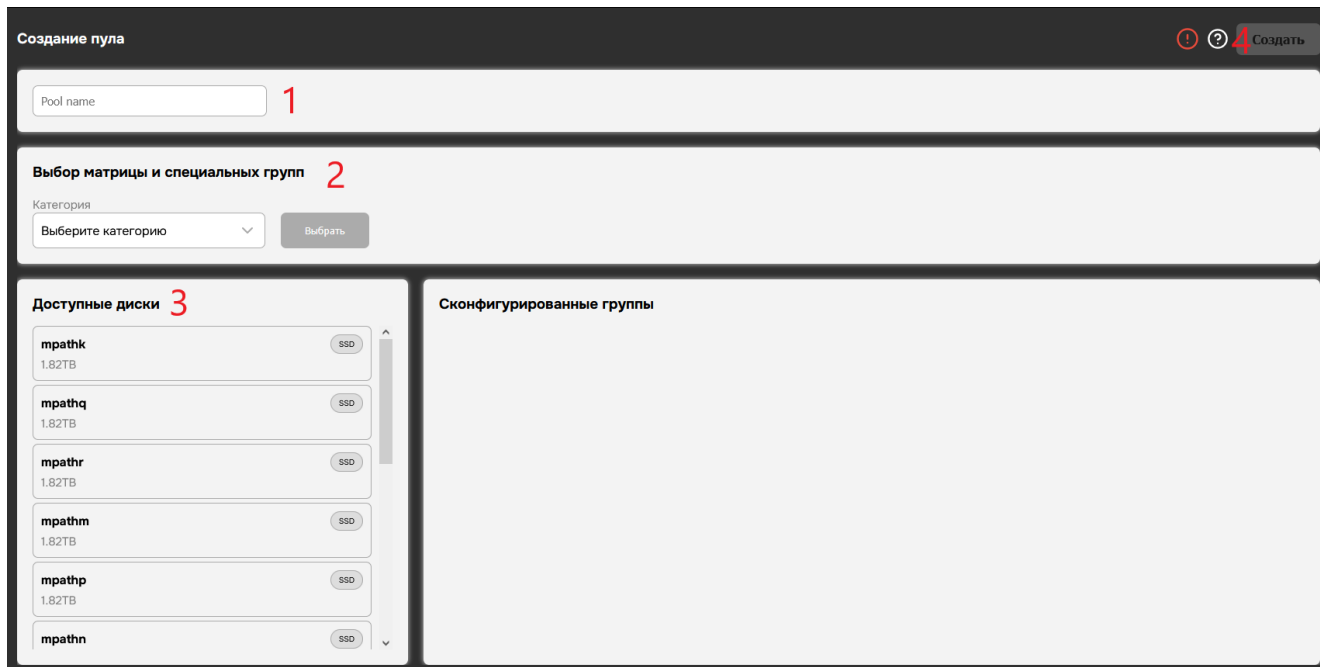 Создание пула
! ? 4 Создать
Pool name 1
Выбор матрицы и специальных групп 2
Категория
Выберите категорию Выбрать
Доступные диски 3
mpathk SSD
1.82TB
mpathq SSD
1.82TB
mpathr SSD
1.82TB
mpathm SSD
1.82TB
mpathp SSD
1.82TB
mpathn SSD
Сконфигурированные группы